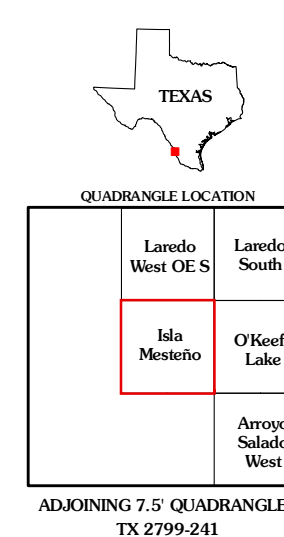 TEXAS
QUADRANGLE LOCATION
Laredo
West OE S
Laredo
South
Isla
Mesteño
O'Keef
Lake
Arroyo
Salado
West
ADJOINING 7.5' QUADRANGLE
TX 2799-241